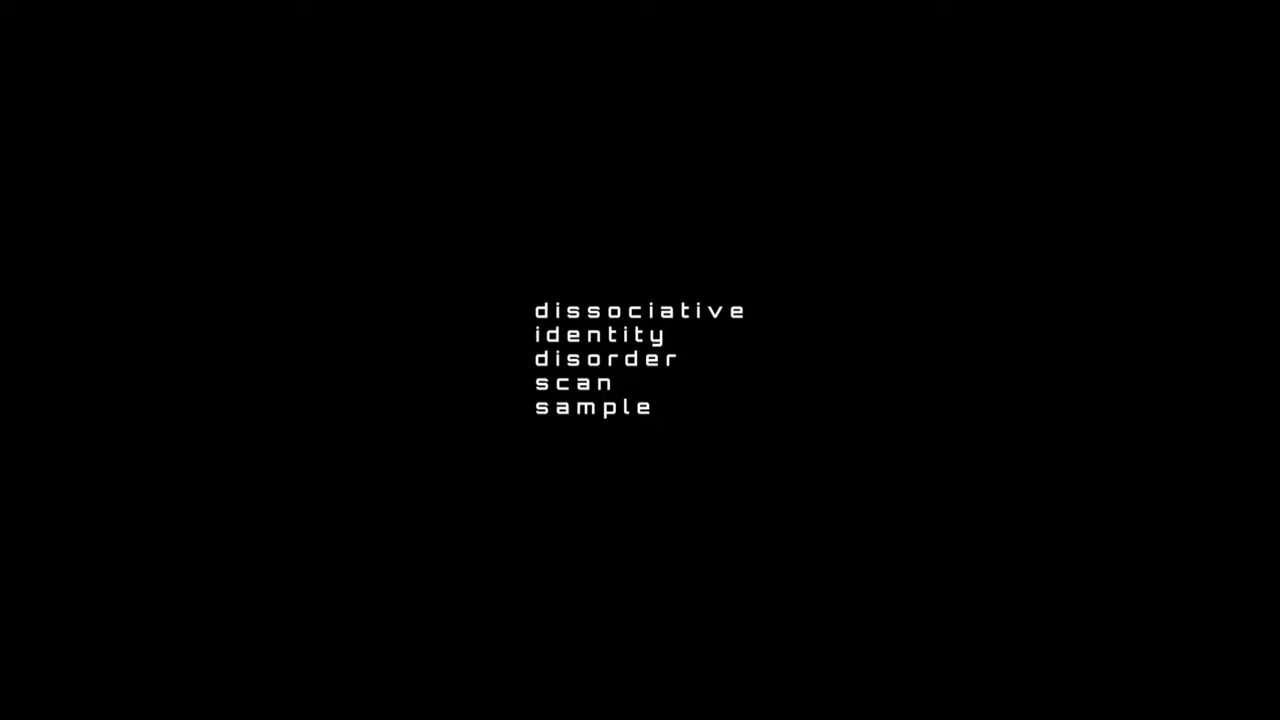 dissociative
identity
disorder
scan
sample